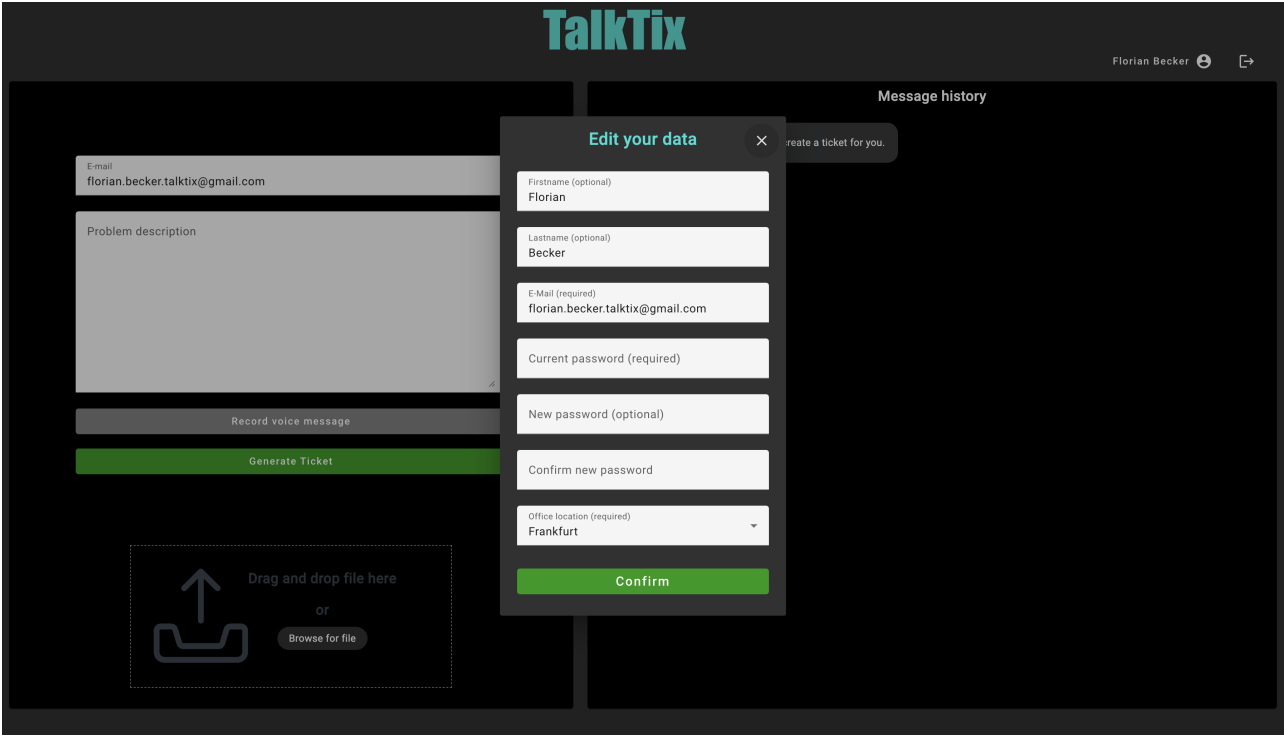 TalkTix
Florian Becker
E-mail
florian.becker.talktix@gmail.com
Problem description
Record voice message
Generate Ticket
Drag and drop file here
or
Browse for file
Message history
create a ticket for you.
Edit your data
Firstname (optional)
Florian
Lastname (optional)
Becker
E-Mail (required)
florian.becker.talktix@gmail.com
Current password (required)
New password (optional)
Confirm new password
Office location (required)
Frankfurt
Confirm